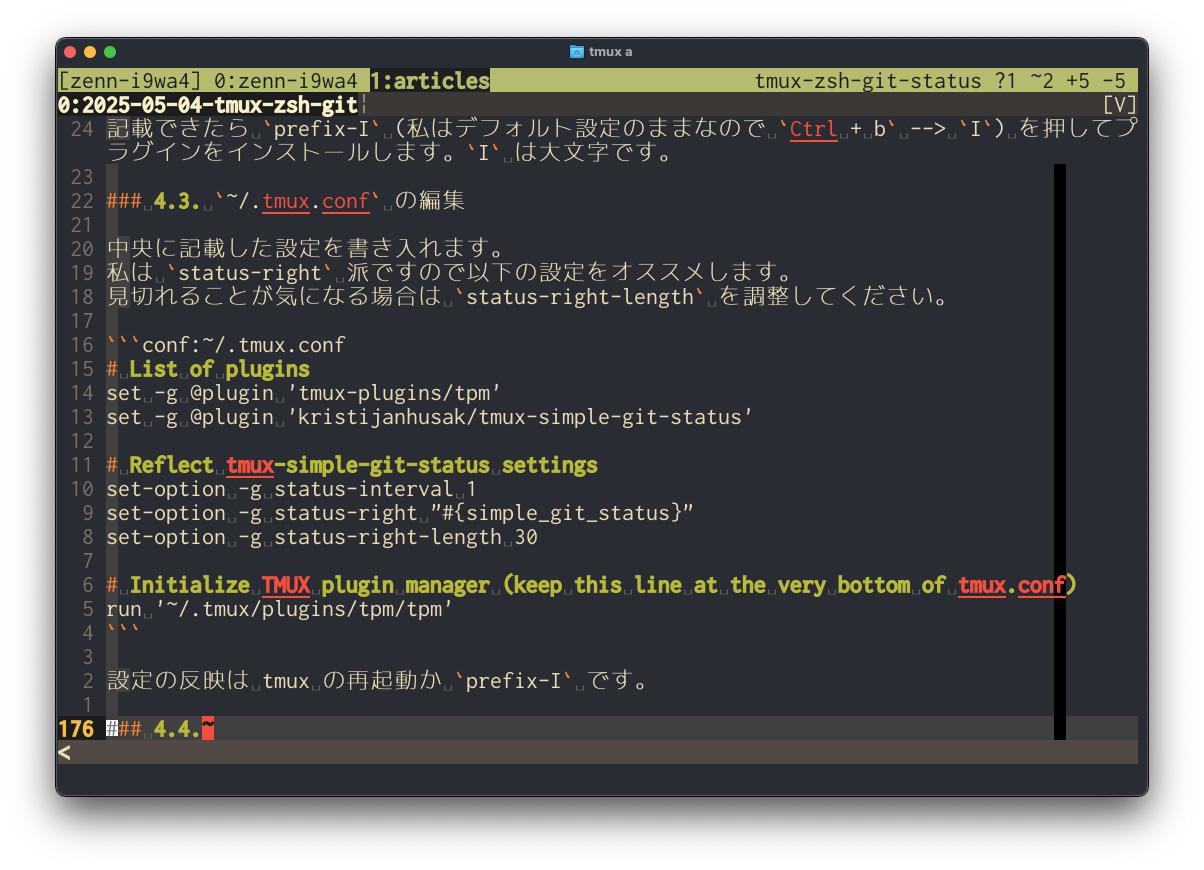 tmux a
[zenn-i9wa4] 0:zenn-i9wa4 1:articles tmux-zsh-git-status ?1 ~2 +5 -5
0:2025-05-04-tmux-zsh-git¦ [V]
24 記載できたら␣`prefix-I`␣(私はデフォルト設定のままなので␣`Ctrl␣+␣b`␣-->␣`I`)␣を押してプ
ラグインをインストールします。`I`␣は大文字です。
23
22 ###␣4.3.␣`~/.tmux.conf`␣の編集
21
20 中央に記載した設定を書き入れます。
19 私は␣`status-right`␣派ですので以下の設定をオススメします。
18 見切れることが気になる場合は␣`status-right-length`␣を調整してください。
17
16 ```conf:~/.tmux.conf
15 #␣List␣of␣plugins
14 set␣-g␣@plugin␣'tmux-plugins/tpm'
13 set␣-g␣@plugin␣'kristijanhusak/tmux-simple-git-status'
12
11 #␣Reflect␣tmux-simple-git-status␣settings
10 set-option␣-g␣status-interval␣1
9 set-option␣-g␣status-right␣"#{simple_git_status}"
8 set-option␣-g␣status-right-length␣30
7
6 #␣Initialize␣TMUX␣plugin␣manager␣(keep␣this␣line␣at␣the␣very␣bottom␣of␣tmux.conf)
5 run␣'~/.tmux/plugins/tpm/tpm'
4 ```
3
2 設定の反映は␣tmux␣の再起動か␣`prefix-I`␣です。
1
176 ###␣4.4.~
<